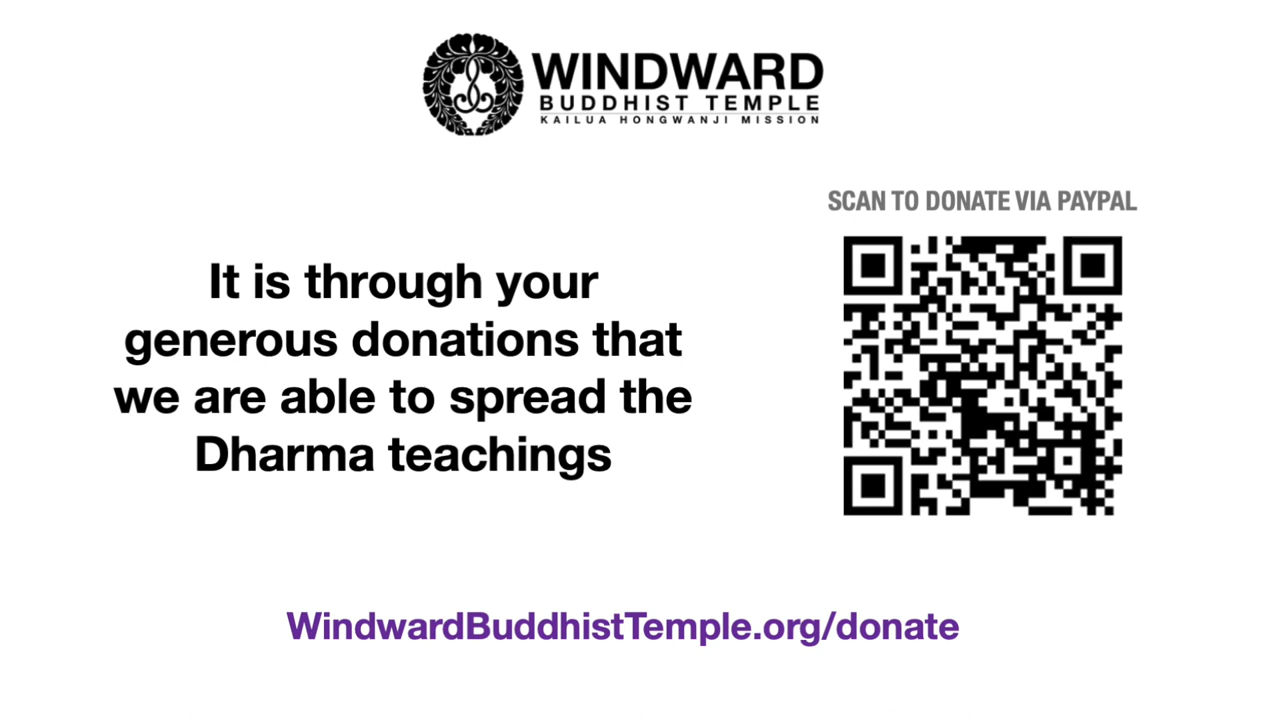 WINDWARD
BUDDHIST TEMPLE
KAILUA HONGWANJI MISSION
SCAN TO DONATE VIA PAYPAL
It is through your
generous donations that
we are able to spread the
Dharma teachings
WindwardBuddhistTemple.org/donate